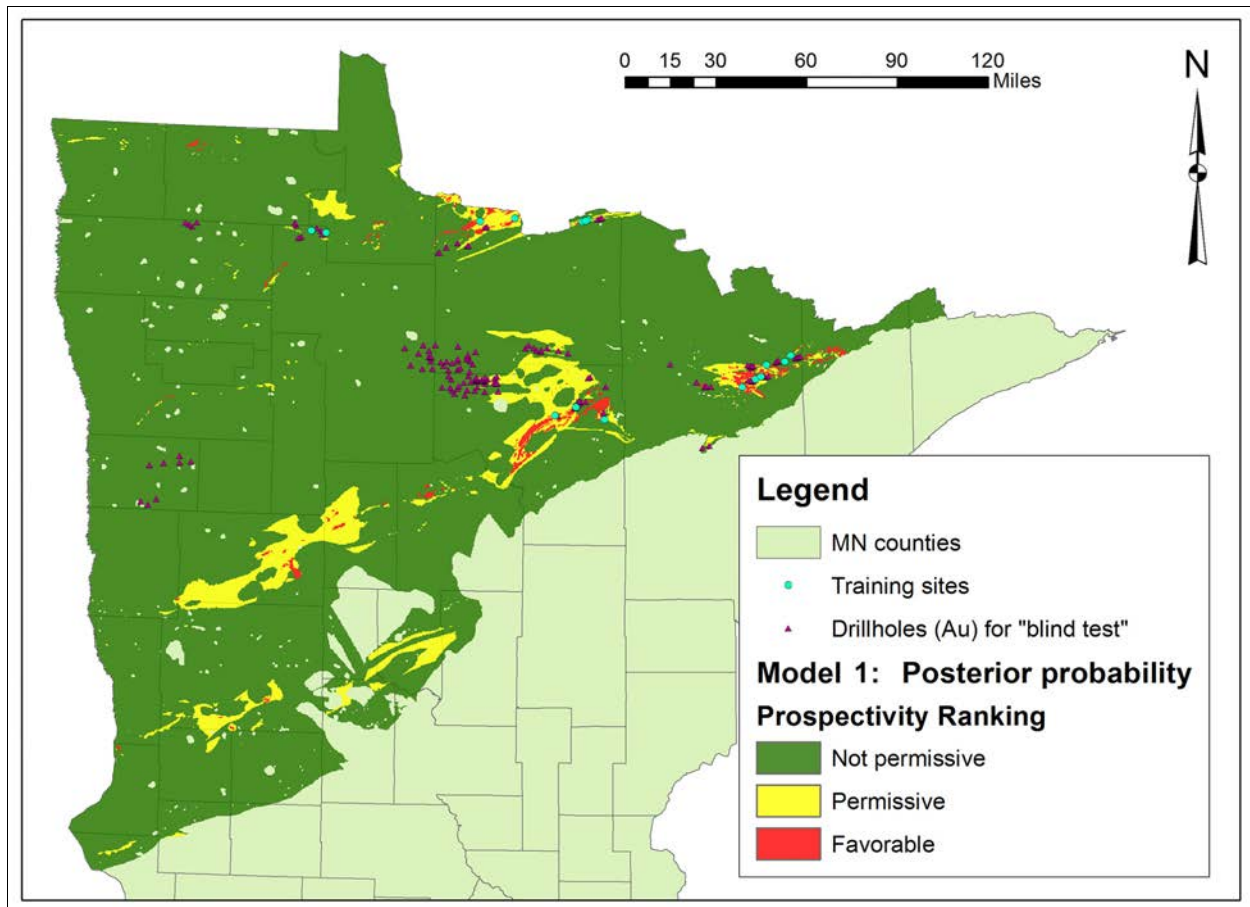 0 15 30 60 90 120
Miles
N
Legend
MN counties
Training sites
Drillholes (Au) for "blind test"
Model 1: Posterior probability
Prospectivity Ranking
Not permissive
Permissive
Favorable